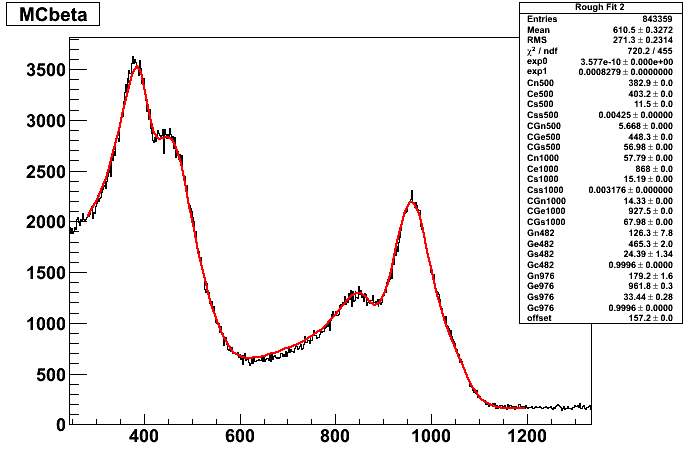 MCbeta
Rough Fit 2
Entries 843359
Mean 610.5 ± 0.3272
RMS 271.3 ± 0.2314
χ² / ndf 720.2 / 455
exp0 3.577e-10 ± 0.000e+00
exp1 0.0008279 ± 0.0000000
Cn500 382.9 ± 0.0
Ce500 403.2 ± 0.0
Cs500 11.5 ± 0.0
Css500 0.00425 ± 0.00000
CGn500 5.668 ± 0.000
CGe500 448.3 ± 0.0
CGs500 56.98 ± 0.00
Cn1000 57.79 ± 0.00
Ce1000 868 ± 0.0
Cs1000 15.19 ± 0.00
Css1000 0.003176 ± 0.000000
CGn1000 14.33 ± 0.00
CGe1000 927.5 ± 0.0
CGs1000 67.98 ± 0.00
Gn482 126.3 ± 7.8
Ge482 465.3 ± 2.0
Gs482 24.39 ± 1.34
Gc482 0.9996 ± 0.0000
Gn976 179.2 ± 1.6
Ge976 961.8 ± 0.3
Gs976 33.44 ± 0.28
Gc976 0.9996 ± 0.0000
offset 157.2 ± 0.0
3500
3000
2500
2000
1500
1000
500
0
400 600 800 1000 1200